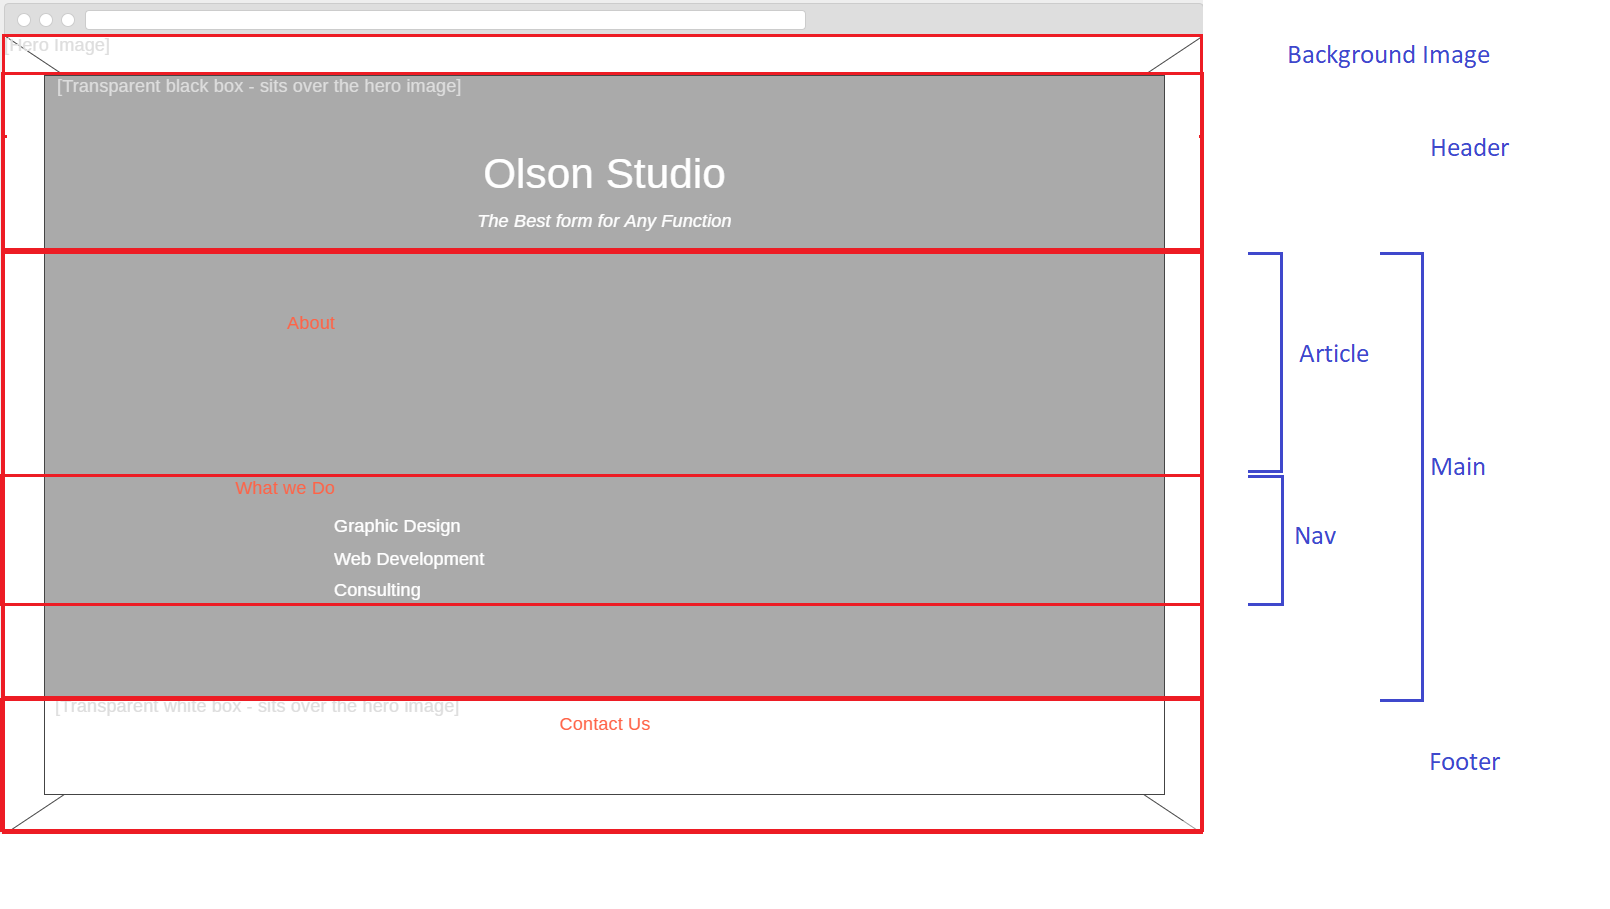 [Hero Image]
Background Image
[Transparent black box - sits over the hero image]
Header
Olson Studio
The Best form for Any Function
About
Article
Main
What we Do
Graphic Design
Nav
Web Development
Consulting
[Transparent white box - sits over the hero image]
Contact Us
Footer